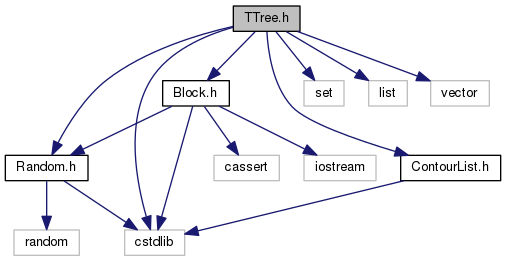 TTree.h
Block.h
set
list
vector
Random.h
cassert
iostream
ContourList.h
random
cstdlib